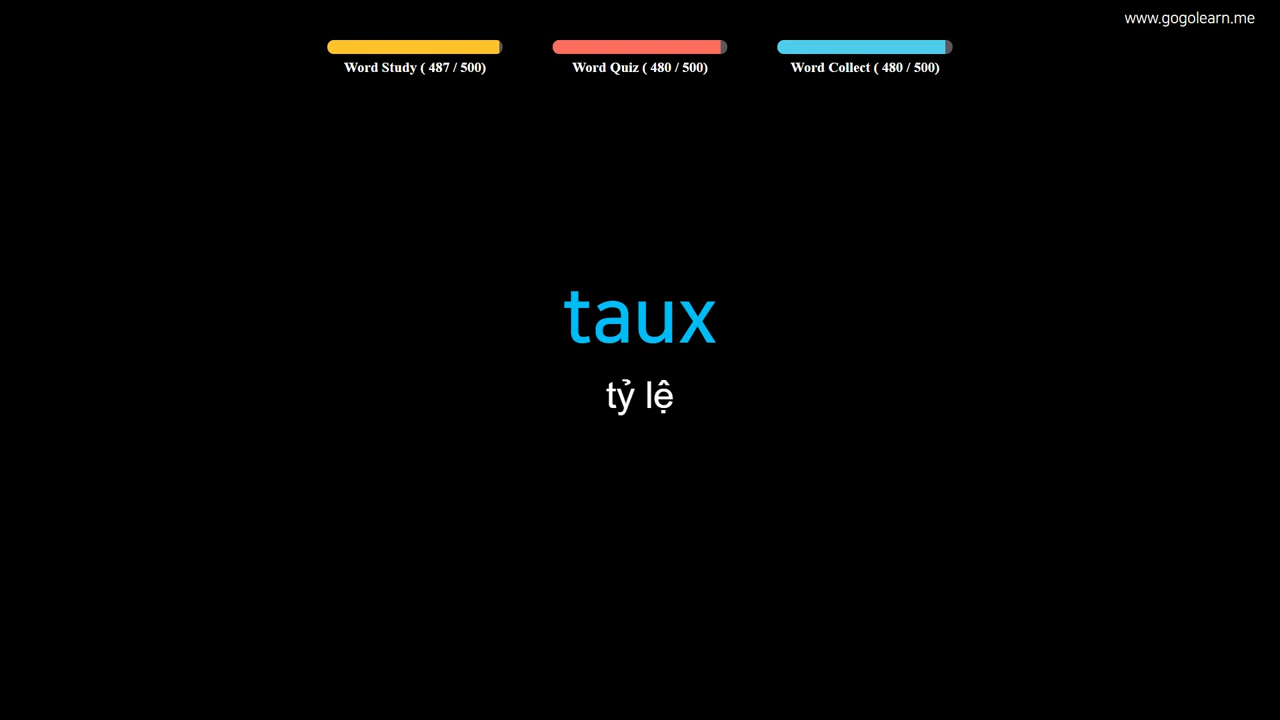 www.gogolearn.me
Word Study ( 487 / 500)
Word Quiz ( 480 / 500)
Word Collect ( 480 / 500)
taux
tỷ lệ